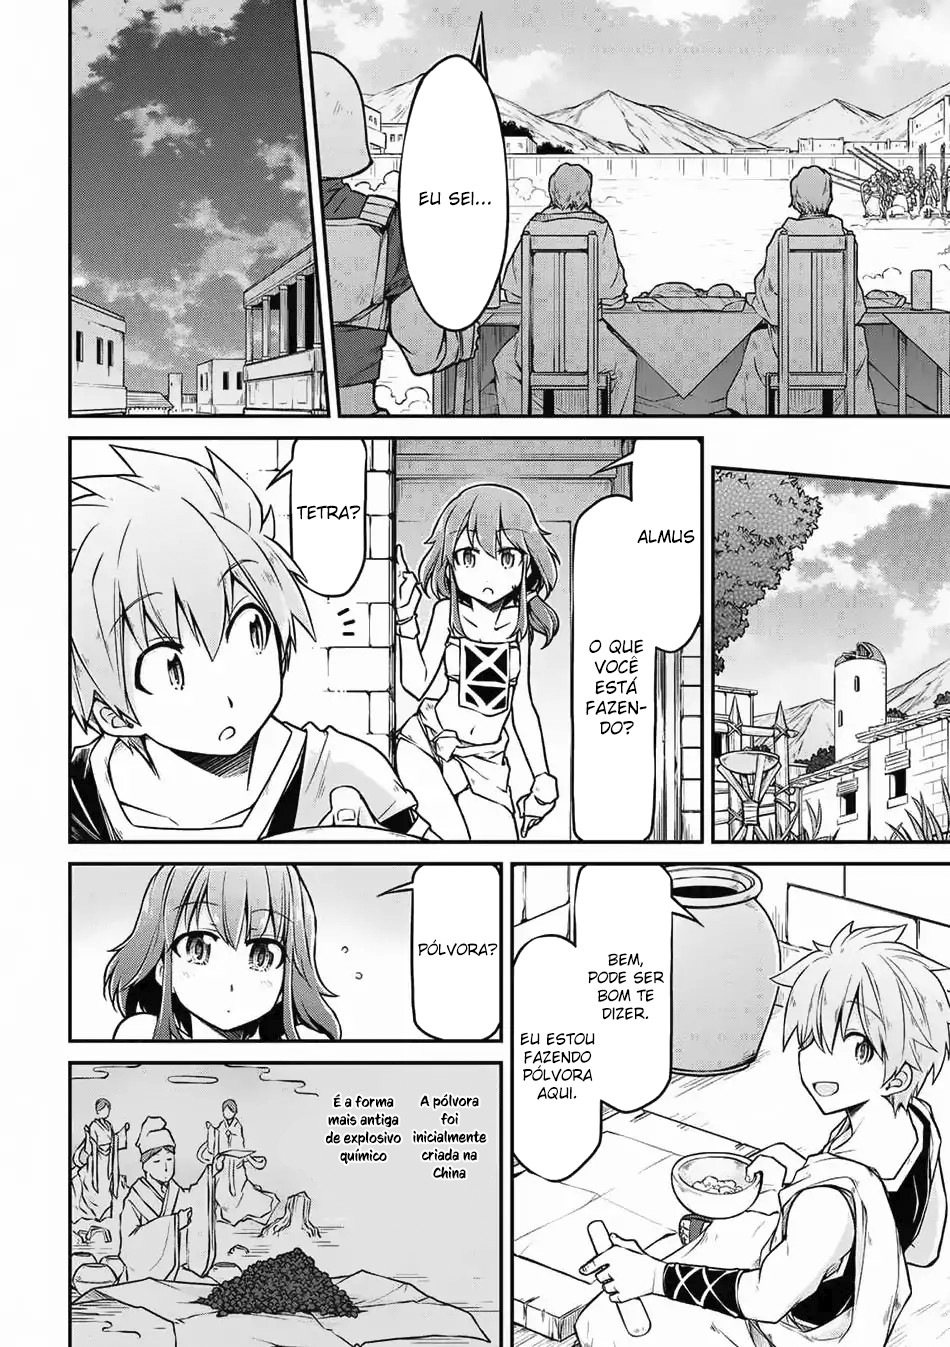 EU SEI...
ALMUS
O QUE
VOCÊ
ESTÁ
FAZEN-
DO?
TETRA?
BEM,
PODE SER
BOM TE
DIZER.
EU ESTOU
FAZENDO
PÓLVORA
AQUI.
PÓLVORA?
A pólvora
foi
inicialmente
criada na
China
É a forma
mais antiga
de explosivo
químico